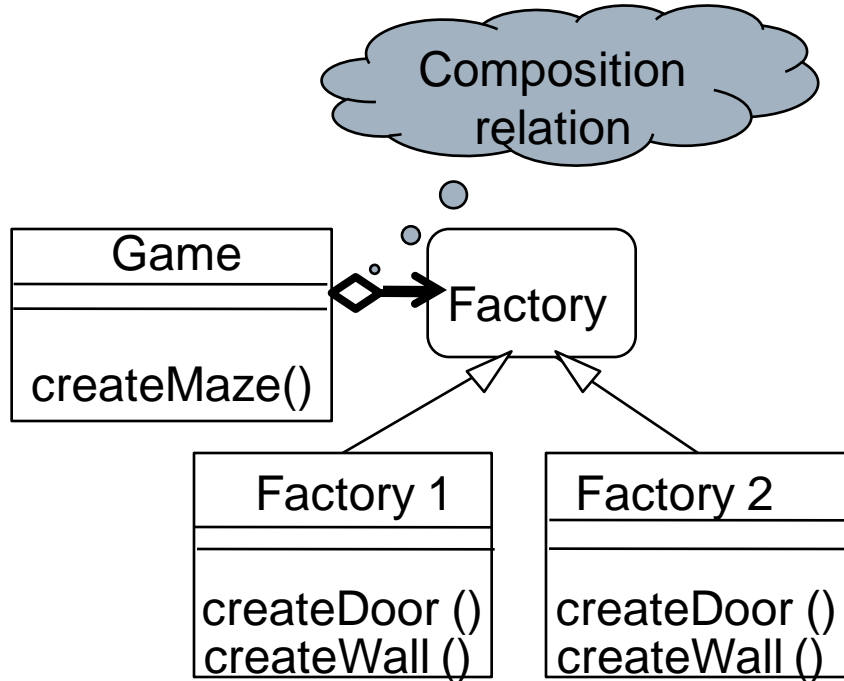 Composition
relation
Game
createMaze()
Factory
Factory 1
createDoor ()
createWall ()
Factory 2
createDoor ()
createWall ()